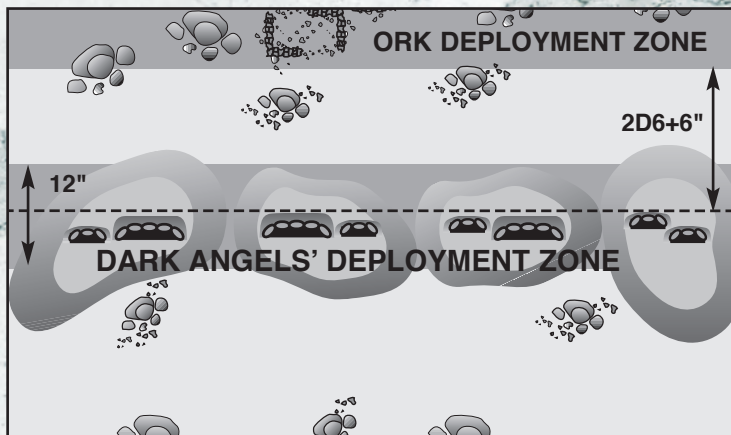 ORK DEPLOYMENT ZONE
2D6+6"
12"
DARK ANGELS’ DEPLOYMENT ZONE